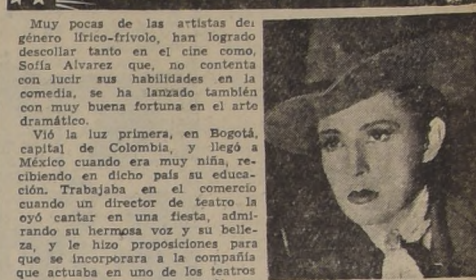 Muy pocas de las artistas del
género lírico-frívolo, han logrado
descollar tanto en el cine como,
Sofía Alvarez que, no contenta
con lucir sus habilidades en la
comedia, se ha lanzado también
con muy buena fortuna en el arte
dramático.
Vió la luz primera, en Bogotá,
capital de Colombia, y llegó a
México cuando era muy niña, re-
cibiendo en dicho país su educa-
ción. Trabajaba en el comercio
cuando un director de teatro la
oyó cantar en una fiesta, admi-
rando su hermosa voz y su belle-
za, y le hizo proposiciones para
que se incorporara a la compañía
que actuaba en uno de los teatros